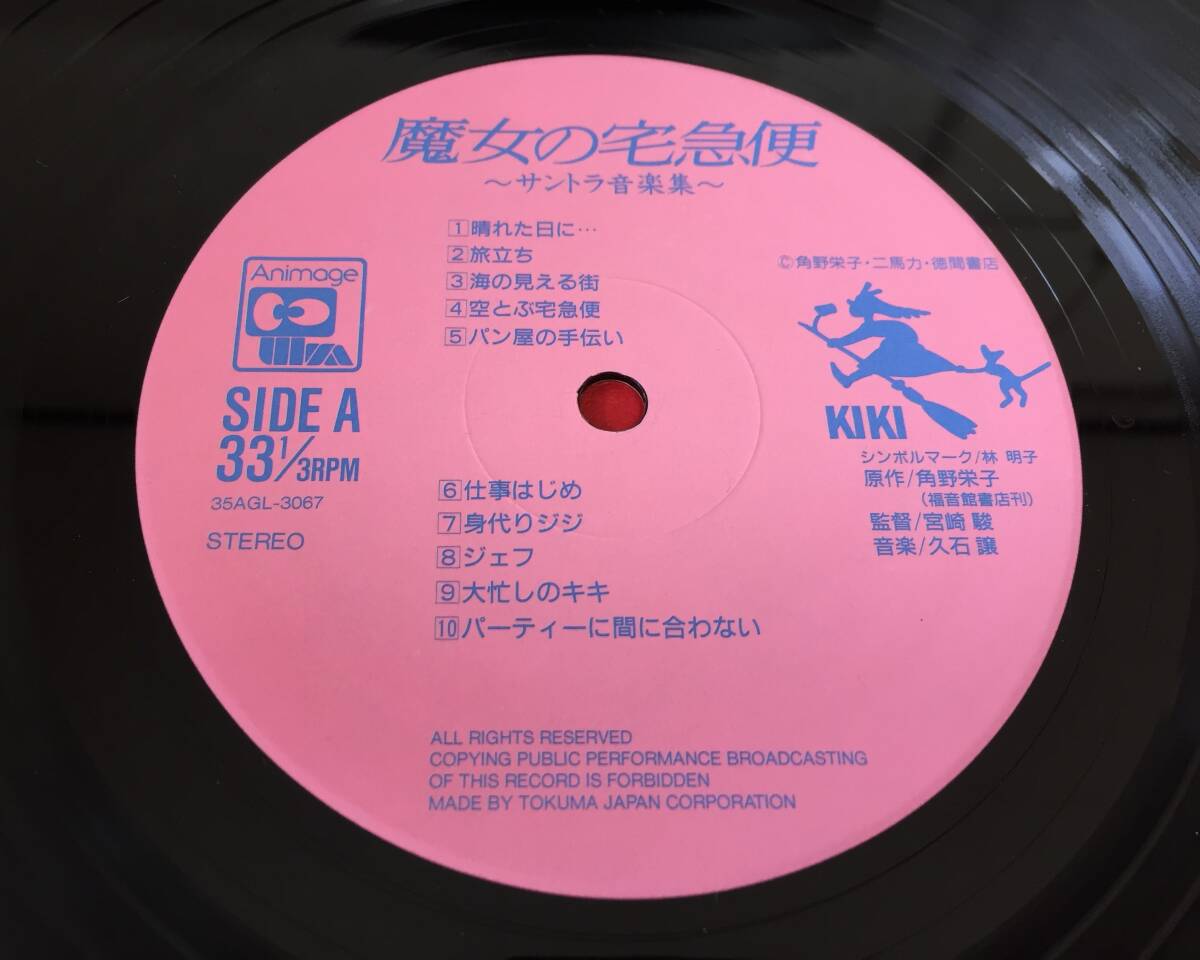 魔女の宅急便
〜サントラ音楽集〜
1 晴れた日に…
2 旅立ち
3 海の見える街
4 空とぶ宅急便
5 パン屋の手伝い
Animage
SIDE A
33 1/3RPM
35AGL-3067
STEREO
©角野栄子・二馬力・徳間書店
KIKI
シンボルマーク/林 明子
原作/角野栄子
(福音館書店刊)
監督/宮崎 駿
音楽/久石 譲
6 仕事はじめ
7 身代りジジ
8 ジェフ
9 大忙しのキキ
10 パーティーに間に合わない
ALL RIGHTS RESERVED
COPYING PUBLIC PERFORMANCE BROADCASTING
OF THIS RECORD IS FORBIDDEN
MADE BY TOKUMA JAPAN CORPORATION